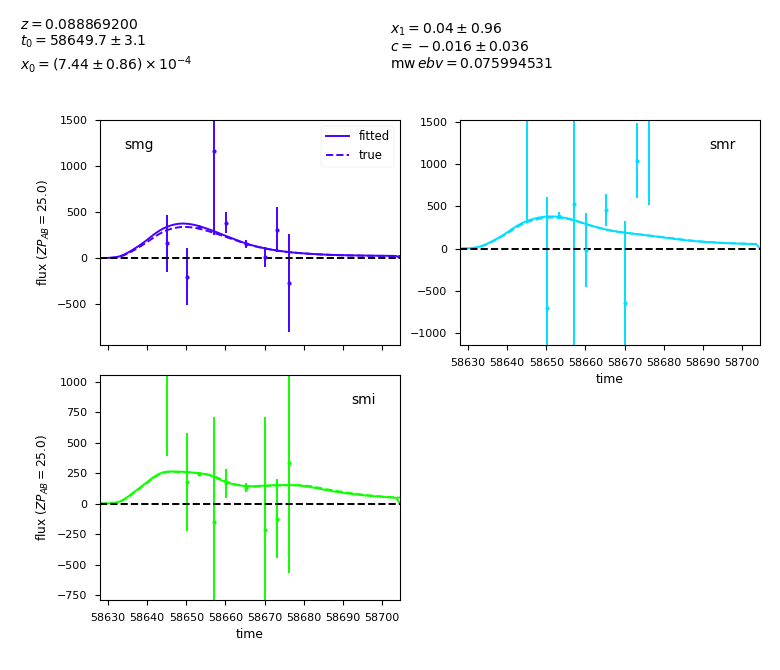 z = 0.088869200
t₀ = 58649.7 ± 3.1
x₀ = (7.44 ± 0.86) × 10⁻⁴
x₁ = 0.04 ± 0.96
c = −0.016 ± 0.036
mw ebv = 0.075994531
smg
fitted
true
1500
1000
500
0
−500
flux (ZP_AB = 25.0)
smr
1500
1000
500
0
−500
−1000
58630 58640 58650 58660 58670 58680 58690 58700
time
smi
1000
750
500
250
0
−250
−500
−750
flux (ZP_AB = 25.0)
58630 58640 58650 58660 58670 58680 58690 58700
time